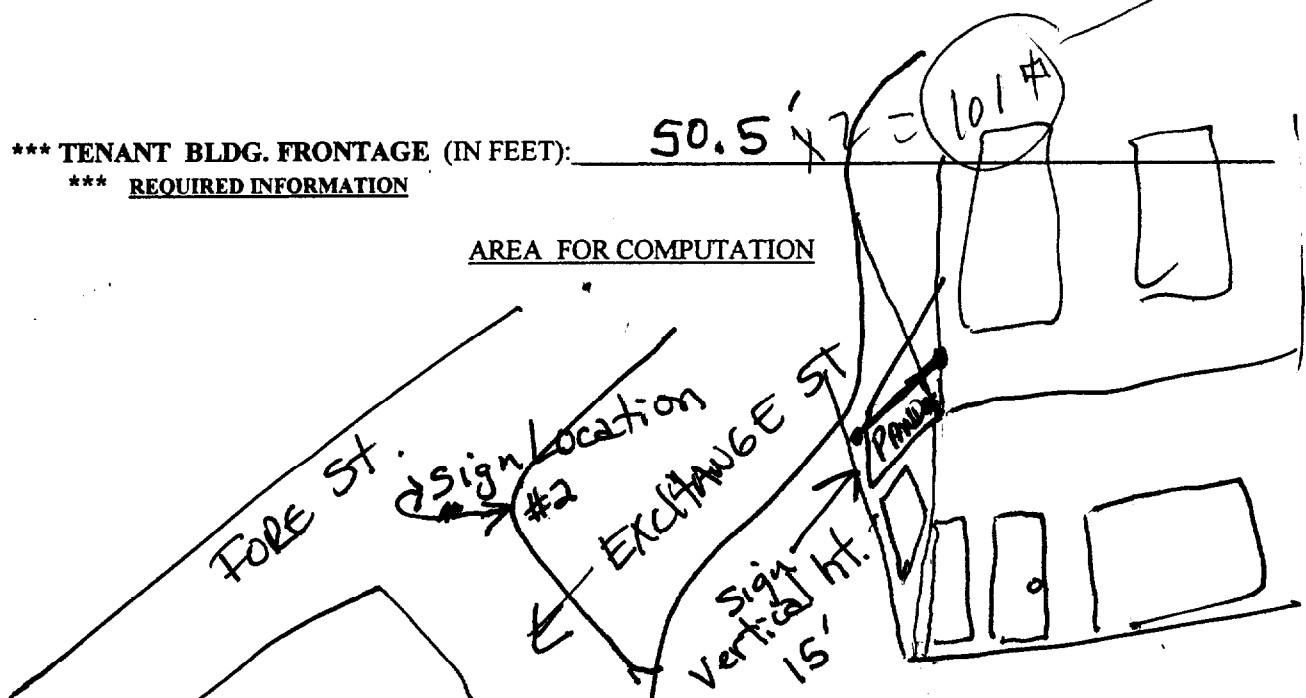 *** TENANT BLDG. FRONTAGE (IN FEET): 50.5' x 2 = 101 ⏍
*** REQUIRED INFORMATION
AREA FOR COMPUTATION
FORE St.
Sign Location
#2
EXCHANGE ST
Sign
vertical ht.
15'